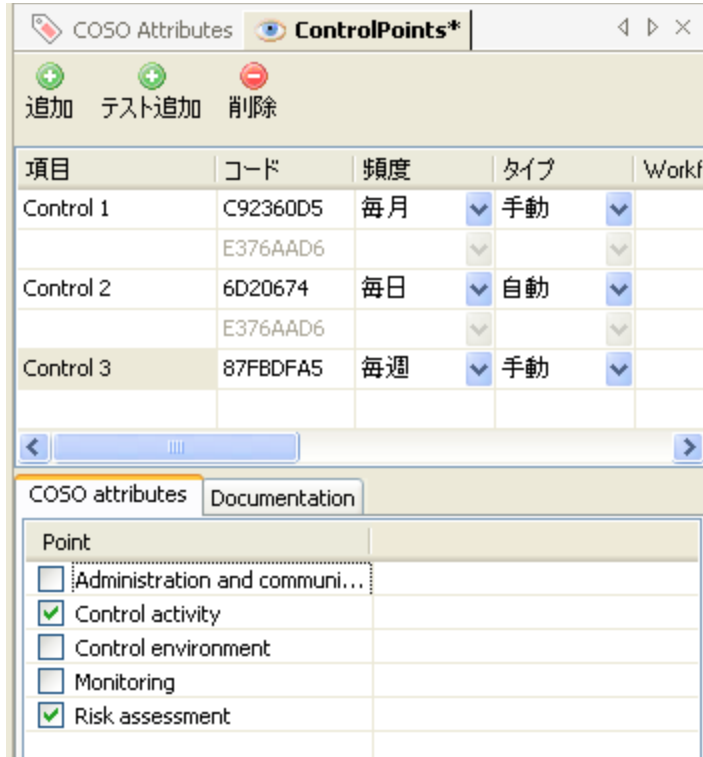 COSO Attributes ControlPoints*
追加 テスト追加 削除
項目 コード 頻度 タイプ Workf
Control 1 C92360D5 毎月 手動
E376AAD6
Control 2 6D20674 毎日 自動
E376AAD6
Control 3 87FBDFA5 毎週 手動
COSO attributes Documentation
Point
Administration and communi...
Control activity
Control environment
Monitoring
Risk assessment